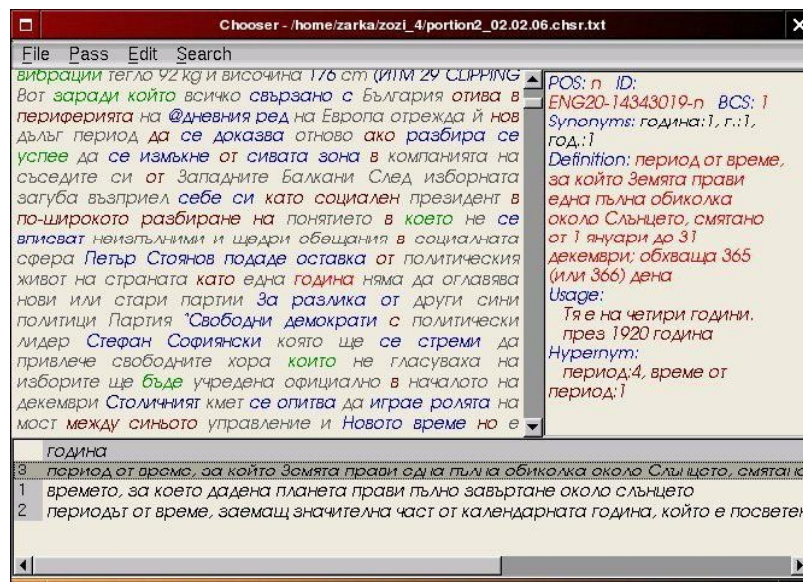 Chooser - /home/zarka/zozi_4/portion2_02.02.06.chsr.txt
File Pass Edit Search
вибрации тегло 92 kg и височина 176 cm (ИТМ 29 CLIPPING
Вот заради който всичко свързано с България отива в
периферията на @дневния ред на Европа отрежда й нов
дълъг период да се доказва отново ако разбира се
успее да се измъкне от сивата зона в компанията на
съседите си от Западните Балкани След изборната
загуба възприел себе си като социален президент в
по-широкото разбиране на понятието в което не се
вписват неизпълними и щедри обещания в социалната
сфера Петър Стоянов подаде оставка от политическия
живот на страната като една година няма да оглавява
нови или стари партии За разлика от други сини
политици Партия "Свободни демократи с политически
лидер Стефан Софиянски която ще се стреми да
привлече свободните хора които не гласуваха на
изборите ще бъде учредена официално в началото на
декември Столичният кмет се опитва да играе ролята на
мост между синьото управление и Новото време но е
POS: n ID:
ENG20-14343019-n BCS: 1
Synonyms: година:1, г.:1,
год.:1
Definition: период от време,
за който Земята прави
една пълна обиколка
около Слънцето, смятано
от 1 януари до 31
декември; обхваща 365
(или 366) дена
Usage:
Тя е на четири години.
през 1920 година
Hypernym:
период:4, време от
период:1
година
3 период от време, за който Земята прави една пълна обиколка около Слънцето, смятано
1 времето, за което дадена планета прави пълно завъртане около слънцето
2 периодът от време, заемащ значителна част от календарната година, който е посветен